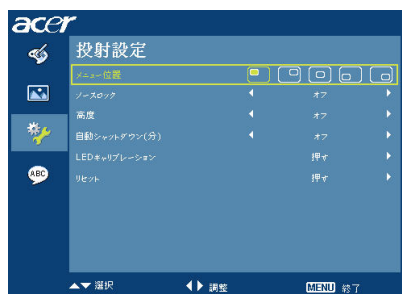 acer
投射設定
メニュー位置
ソースロック オフ
高度 オフ
自動シャットダウン(分) オフ
LEDキャリブレーション 押す
リセット 押す
ABC
選択 調整 MENU 終了